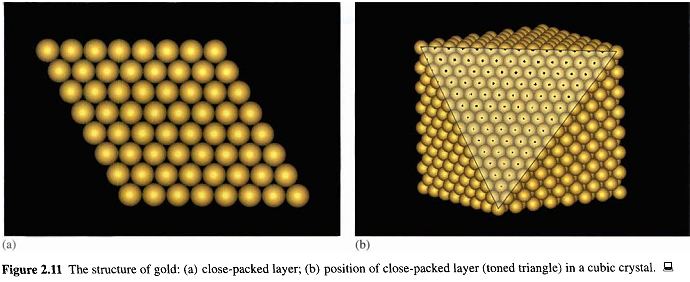 (a)
(b)
Figure 2.11 The structure of gold: (a) close-packed layer; (b) position of close-packed layer (toned triangle) in a cubic crystal.